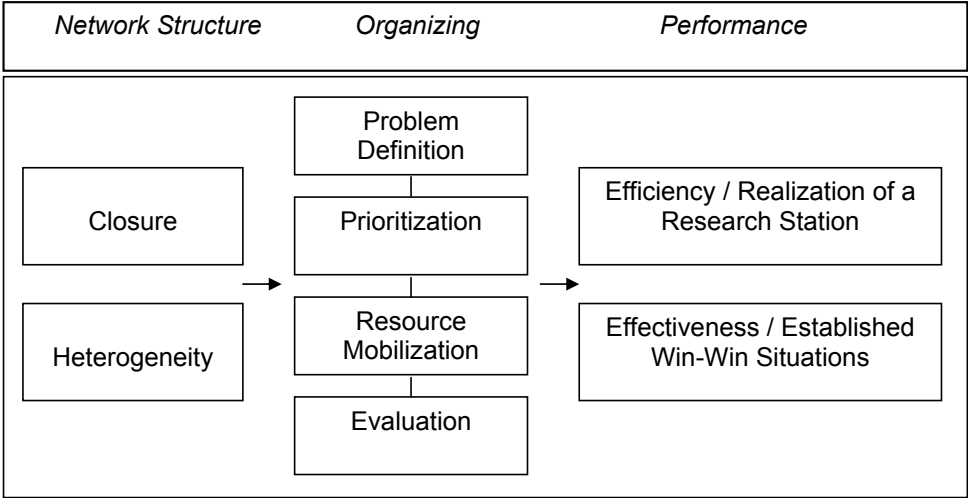 Network Structure Organizing Performance
Closure
Heterogeneity
Problem
Definition
Prioritization
Resource
Mobilization
Evaluation
Efficiency / Realization of a
Research Station
Effectiveness / Established
Win-Win Situations